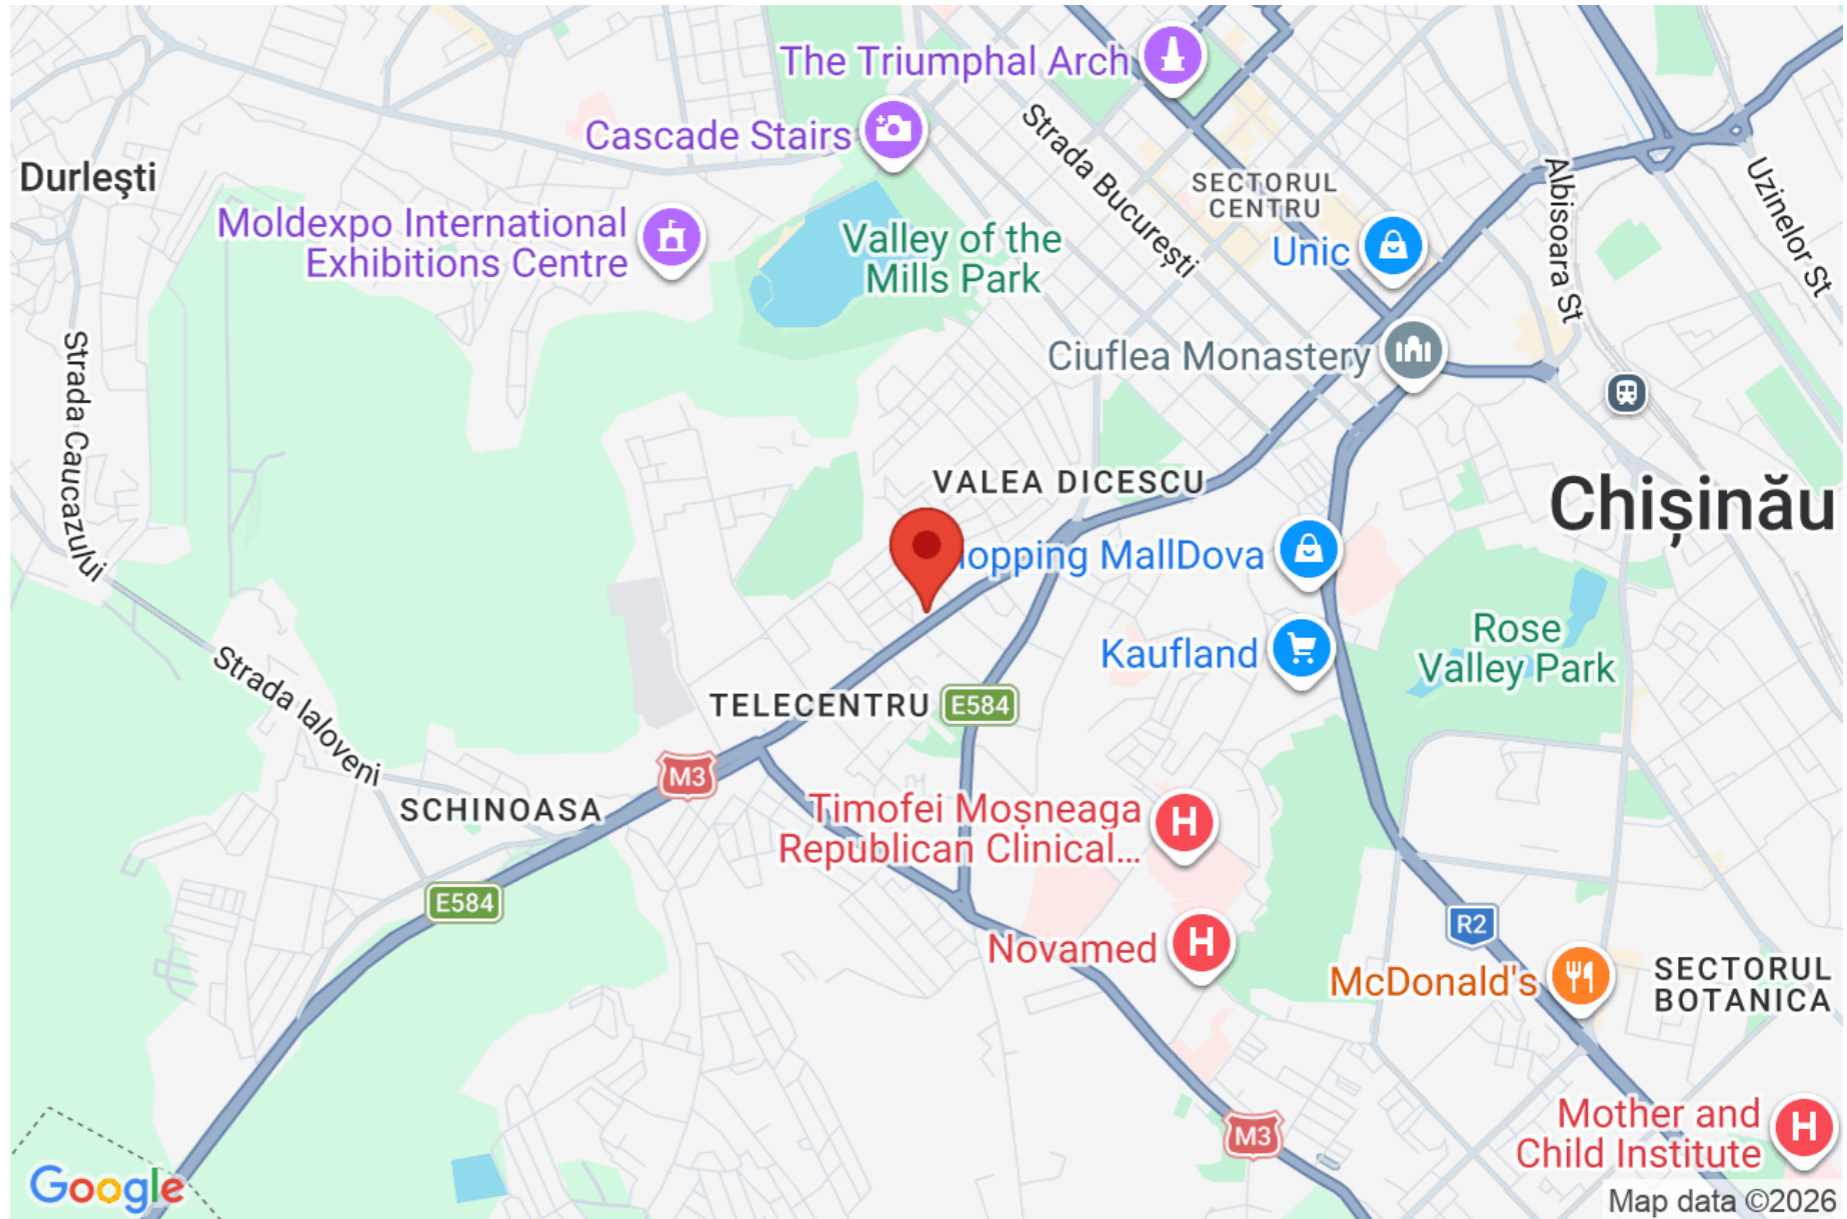 The Triumphal Arch
Cascade Stairs
Strada București
Durlești
SECTORUL
CENTRU
Albisoara St
Uzinelor St
Moldexpo International
Exhibitions Centre
Valley of the
Mills Park
Unic
Ciuflea Monastery
Strada Caucazului
VALEA DICESCU
Chișinău
opping MallDova
Rose
Valley Park
Kaufland
Strada Ialoveni
TELECENTRU
E584
M3
SCHINOASA
Timofei Moșneaga
Republican Clinical...
H
E584
R2
Novamed
H
McDonald's
SECTORUL
BOTANICA
M3
Mother and
Child Institute
H
Google
Map data ©2026